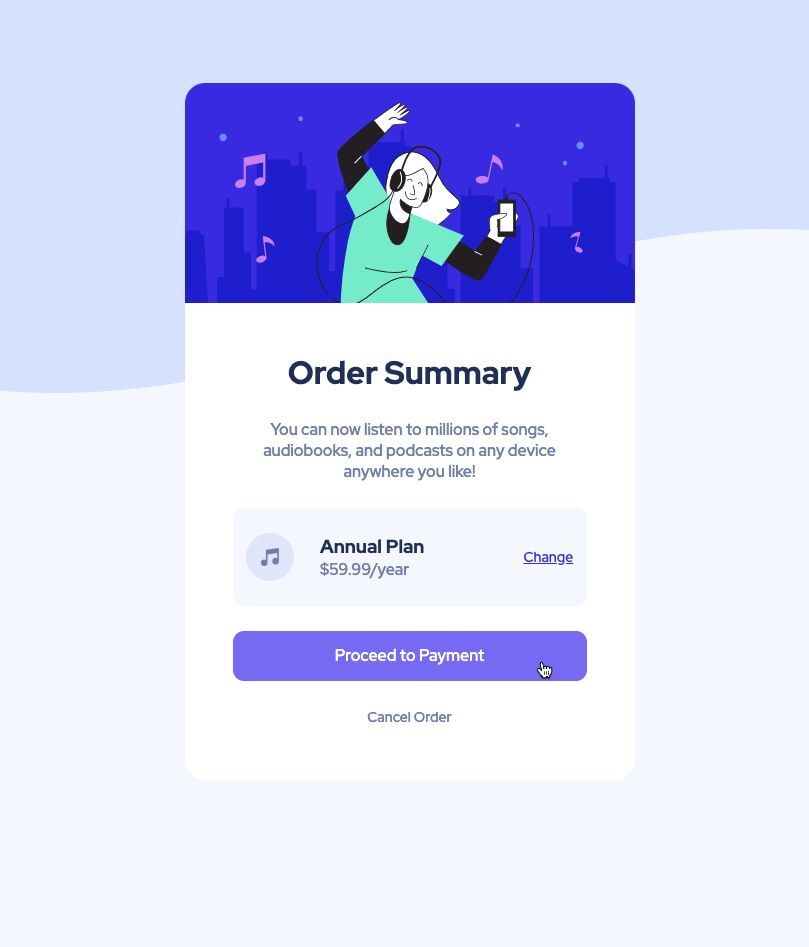 Order Summary
You can now listen to millions of songs,
audiobooks, and podcasts on any device
anywhere you like!
Annual Plan
$59.99/year
Change
Proceed to Payment
Cancel Order